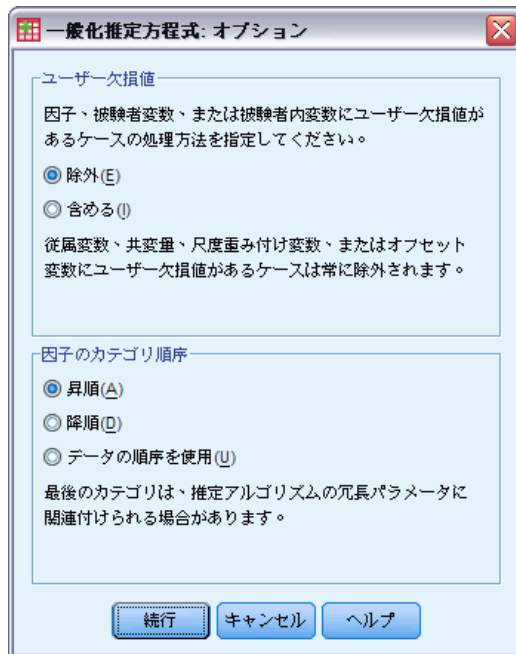 一般化推定方程式: オプション
ユーザー欠損値
因子、被験者変数、または被験者内変数にユーザー欠損値が
あるケースの処理方法を指定してください。
除外(E)
含める(I)
従属変数、共変量、尺度重み付け変数、またはオフセット
変数にユーザー欠損値があるケースは常に除外されます。
因子のカテゴリ順序
昇順(A)
降順(D)
データの順序を使用(U)
最後のカテゴリは、推定アルゴリズムの冗長パラメータに
関連付けられる場合があります。
続行 キャンセル ヘルプ